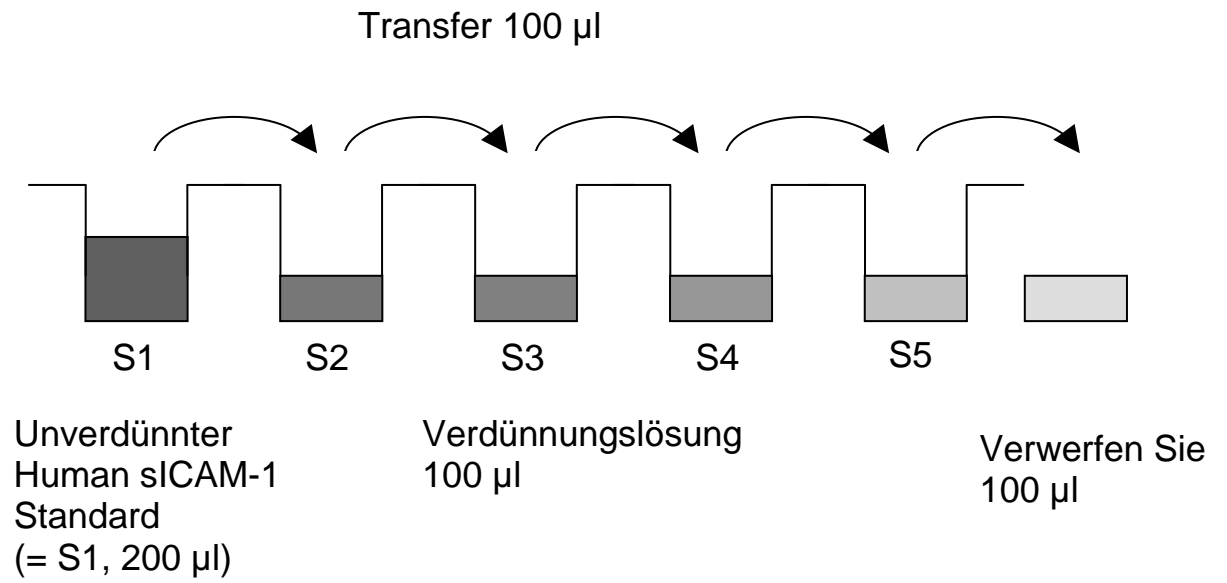 Transfer 100 µl
S1
S2
S3
S4
S5
Unverdünnter
Human sICAM-1
Standard
(= S1, 200 µl)
Verdünnungslösung
100 µl
Verwerfen Sie
100 µl